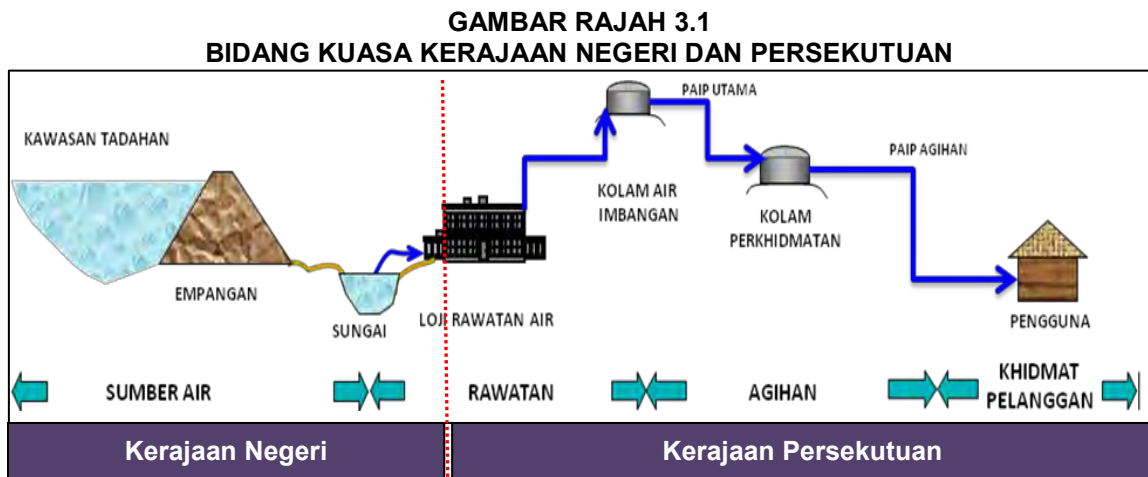 GAMBAR RAJAH 3.1
BIDANG KUASA KERAJAAN NEGERI DAN PERSEKUTUAN
KAWASAN TADAHAN
EMPANGAN
SUNGAI
LOJI RAWATAN AIR
KOLAM AIR
IMBANGAN
PAIP UTAMA
KOLAM
PERKHIDMATAN
PAIP AGIHAN
PENGGUNA
SUMBER AIR
RAWATAN
AGIHAN
KHIDMAT
PELANGGAN
Kerajaan Negeri
Kerajaan Persekutuan